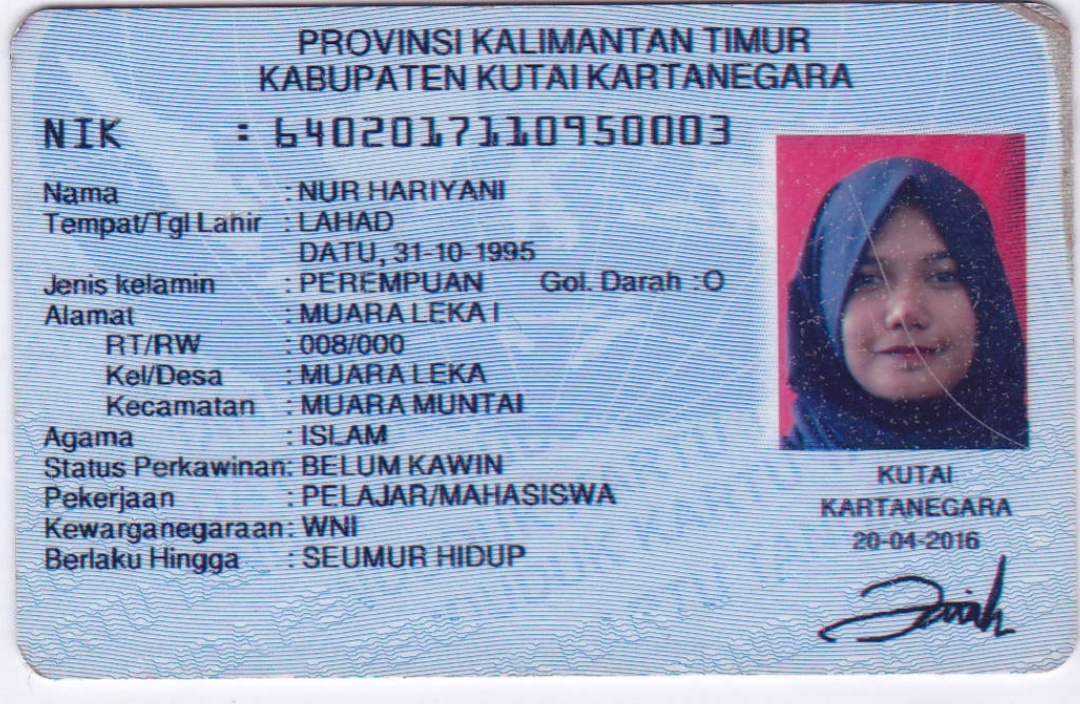 PROVINSI KALIMANTAN TIMUR
KABUPATEN KUTAI KARTANEGARA
NIK : 6402017110950003
Nama : NUR HARIYANI
Tempat/Tgl Lahir : LAHAD
DATU, 31-10-1995
Jenis kelamin : PEREMPUAN Gol. Darah : O
Alamat : MUARA LEKA I
RT/RW : 008/000
Kel/Desa : MUARA LEKA
Kecamatan : MUARA MUNTAI
Agama : ISLAM
Status Perkawinan: BELUM KAWIN
Pekerjaan : PELAJAR/MAHASISWA
Kewarganegaraan: WNI
Berlaku Hingga : SEUMUR HIDUP
KUTAI
KARTANEGARA
20-04-2016